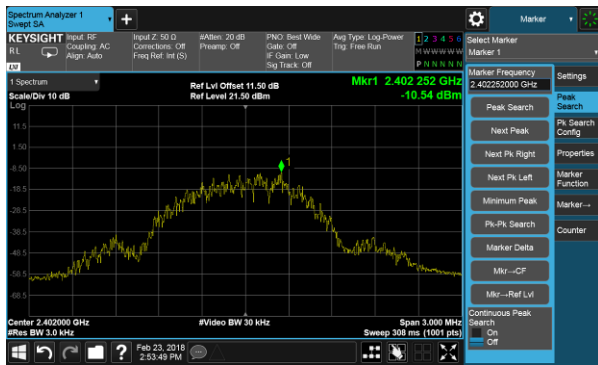 Spectrum Analyzer 1
Swept SA
+
Marker
KEYSIGHT
RL
LXI
Input: RF
Coupling: AC
Align: Auto
Input Z: 50 Ω
Corrections: Off
Freq Ref: Int (S)
#Atten: 20 dB
Preamp: Off
PNO: Best Wide
Gate: Off
IF Gain: Low
Sig Track: Off
Avg Type: Log-Power
Trig: Free Run
1 2 3 4 5 6
M W W W W W
P N N N N N
Select Marker
Marker 1
1 Spectrum
Scale/Div 10 dB
Log
Ref Lvl Offset 11.50 dB
Ref Level 21.50 dBm
Mkr1 2.402 252 GHz
-10.54 dBm
1
11.5
1.50
-8.50
-18.5
-28.5
-38.5
-48.5
-58.5
-68.5
Center 2.402000 GHz
#Res BW 3.0 kHz
#Video BW 30 kHz
Span 3.000 MHz
Sweep 308 ms (1001 pts)
Marker Frequency
2.402252000 GHz
Peak Search
Next Peak
Next Pk Right
Next Pk Left
Minimum Peak
Pk-Pk Search
Marker Delta
Mkr→CF
Mkr→Ref Lvl
Continuous Peak
Search
On
Off
Settings
Peak
Search
Pk Search
Config
Properties
Marker
Function
Marker→
Counter
?
Feb 23, 2018
2:53:49 PM